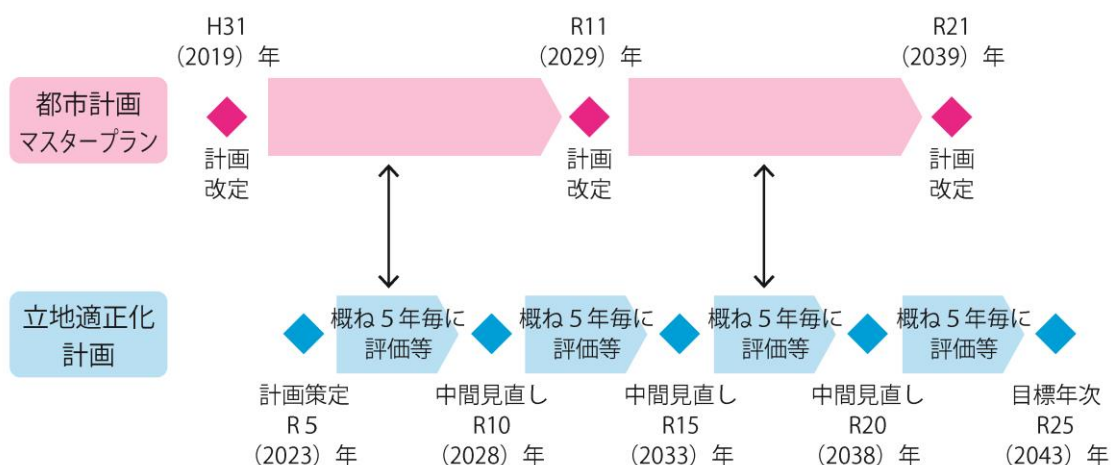 H31
（2019）年
R11
（2029）年
R21
（2039）年
都市計画
マスタープラン
計画
改定
計画
改定
計画
改定
立地適正化
計画
概ね５年毎に
評価等
概ね５年毎に
評価等
概ね５年毎に
評価等
概ね５年毎に
評価等
計画策定
R５
（2023）年
中間見直し
R10
（2028）年
中間見直し
R15
（2033）年
中間見直し
R20
（2038）年
目標年次
R25
（2043）年